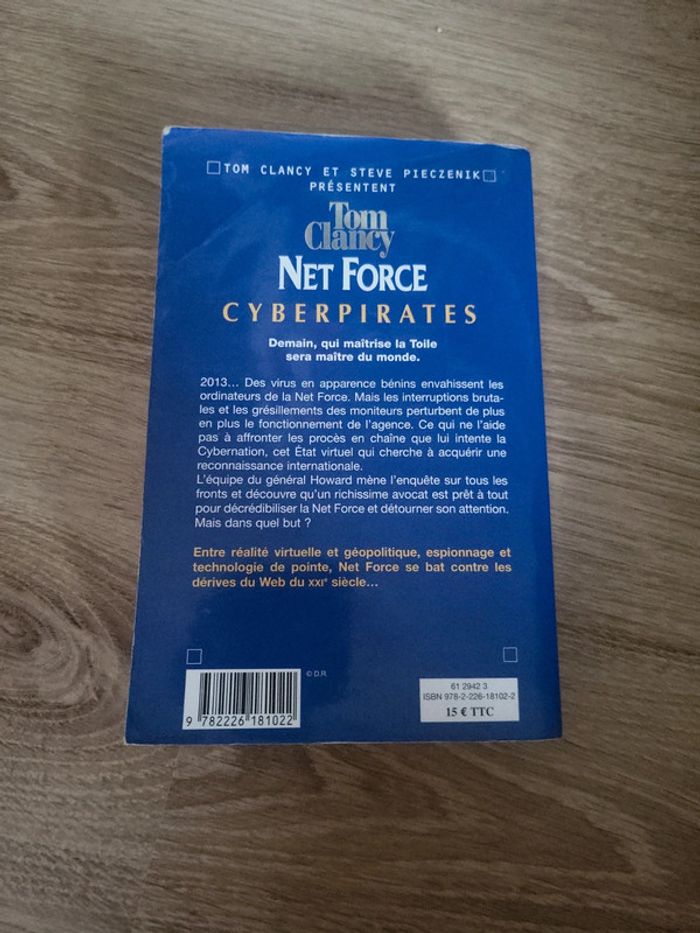 TOM CLANCY ET STEVE PIECZENIK
PRÉSENTENT
Tom
Clancy
NET FORCE
CYBERPIRATES
Demain, qui maîtrise la Toile
sera maître du monde.
2013... Des virus en apparence bénins envahissent les
ordinateurs de la Net Force. Mais les interruptions bruta-
les et les grésillements des moniteurs perturbent de plus
en plus le fonctionnement de l'agence. Ce qui ne l'aide
pas à affronter les procès en chaîne que lui intente la
Cybernation, cet État virtuel qui cherche à acquérir une
reconnaissance internationale.
L'équipe du général Howard mène l'enquête sur tous les
fronts et découvre qu'un richissime avocat est prêt à tout
pour décrédibiliser la Net Force et détourner son attention.
Mais dans quel but ?
Entre réalité virtuelle et géopolitique, espionnage et
technologie de pointe, Net Force se bat contre les
dérives du Web du XXIe siècle...
© D.R.
9 782226 181022
61 2942 3
ISBN 978-2-226-18102-2
15 € TTC